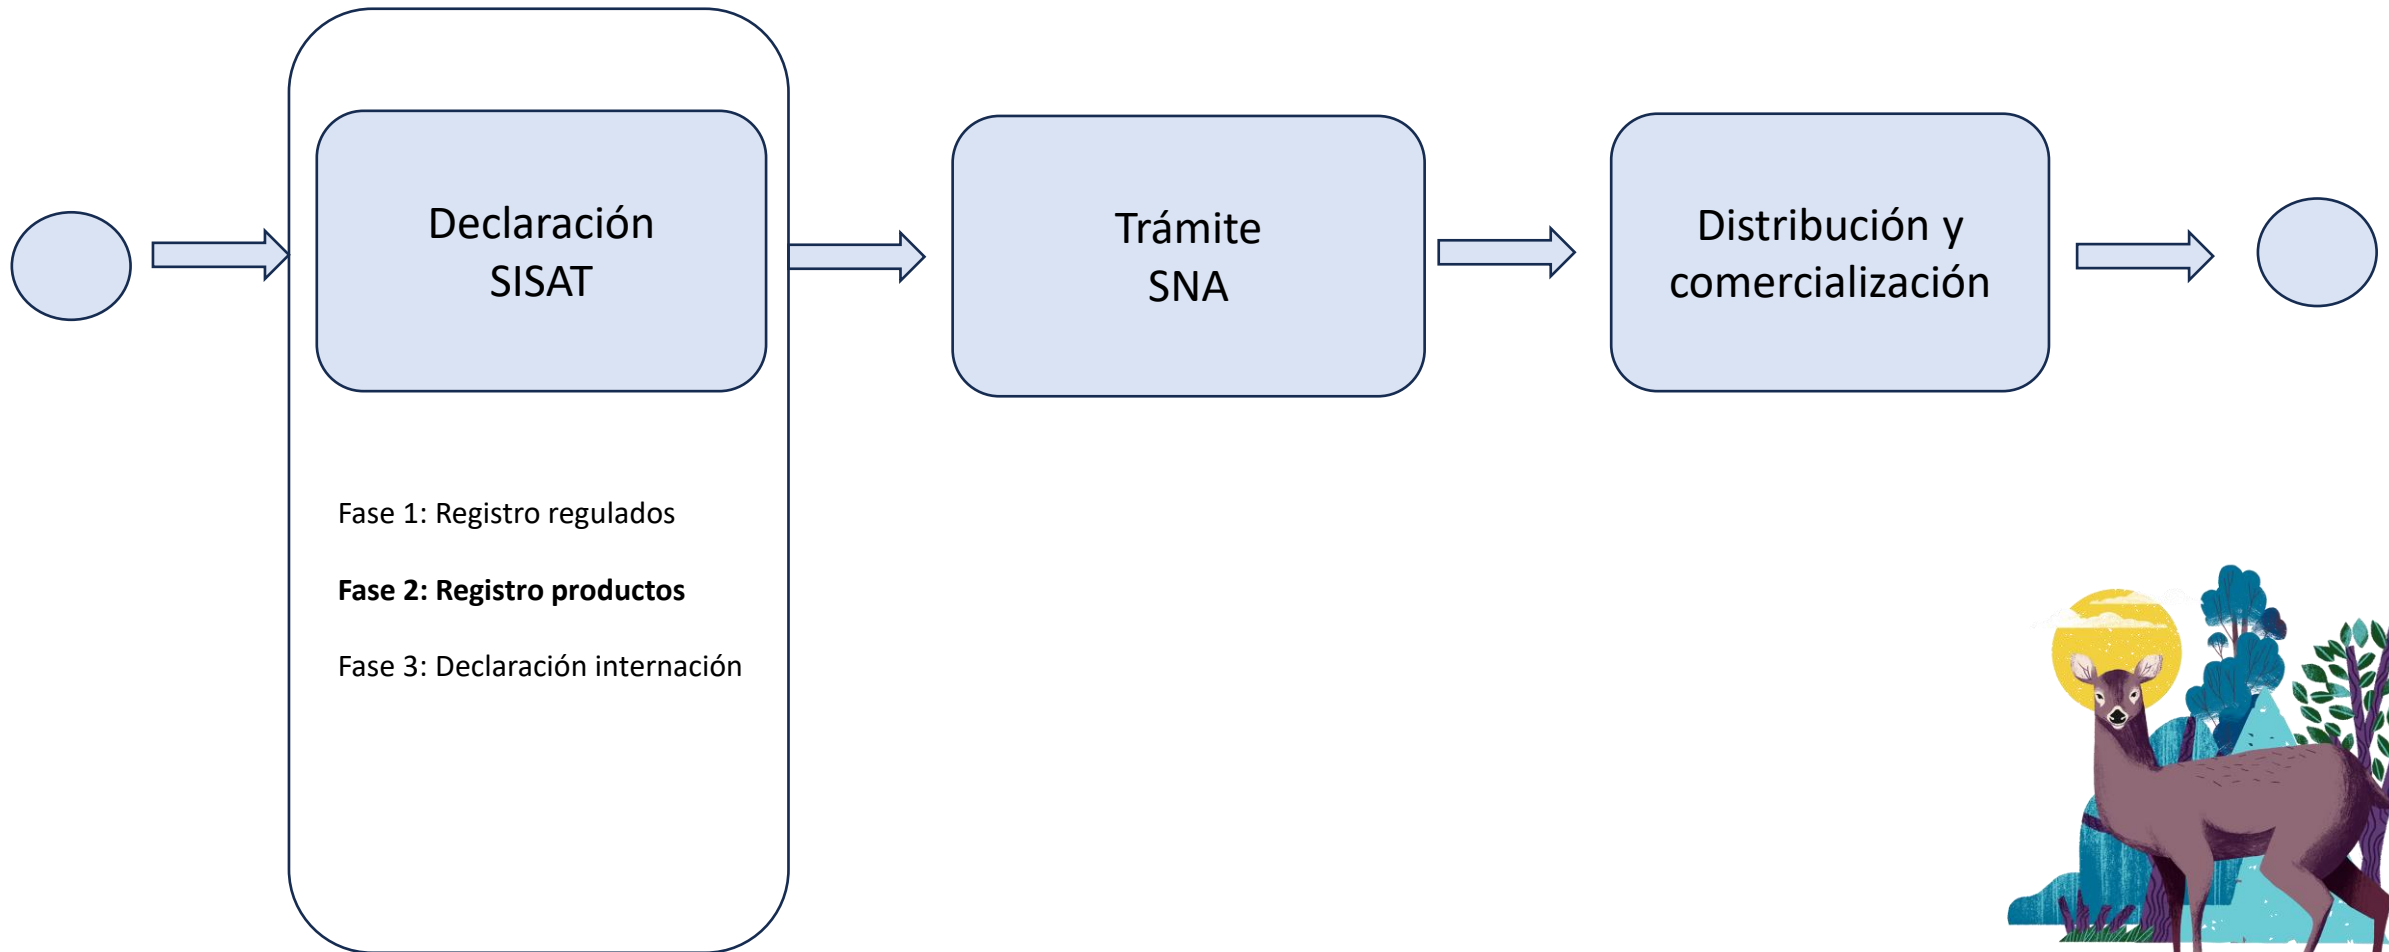 Declaración
SISAT
Trámite
SNA
Distribución y
comercialización
Fase 1: Registro regulados
Fase 2: Registro productos
Fase 3: Declaración internación